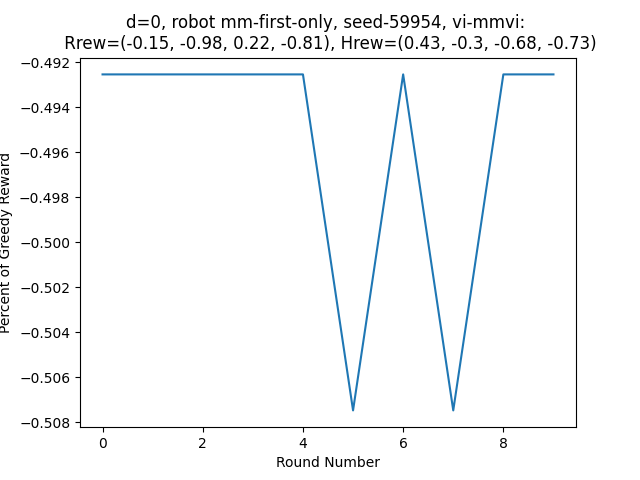 d=0, robot mm-first-only, seed-59954, vi-mmvi:
Rrew=(-0.15, -0.98, 0.22, -0.81), Hrew=(0.43, -0.3, -0.68, -0.73)
−0.492
−0.494
−0.496
−0.498
−0.500
−0.502
−0.504
−0.506
−0.508
Percent of Greedy Reward
0 2 4 6 8
Round Number